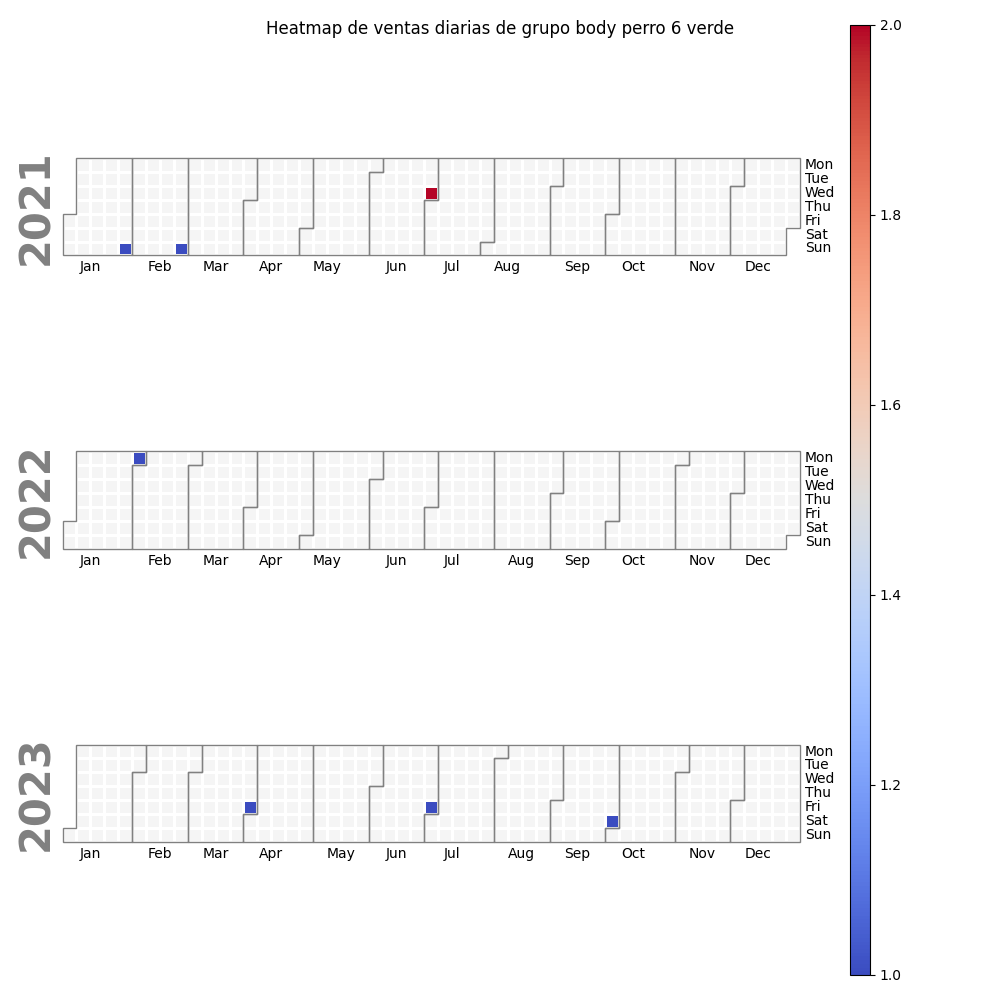 Heatmap de ventas diarias de grupo body perro 6 verde
2.0
1.8
1.6
1.4
1.2
1.0
2021
Mon
Tue
Wed
Thu
Fri
Sat
Sun
Jan Feb Mar Apr May Jun Jul Aug Sep Oct Nov Dec
2022
Mon
Tue
Wed
Thu
Fri
Sat
Sun
Jan Feb Mar Apr May Jun Jul Aug Sep Oct Nov Dec
2023
Mon
Tue
Wed
Thu
Fri
Sat
Sun
Jan Feb Mar Apr May Jun Jul Aug Sep Oct Nov Dec